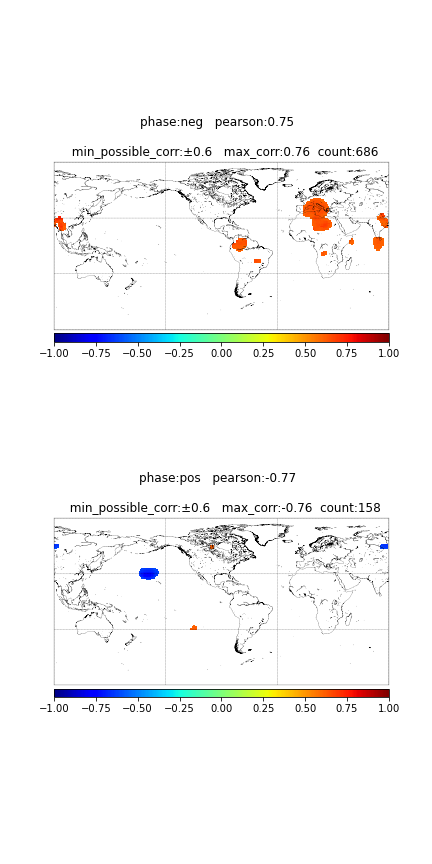 phase:neg   pearson:0.75
min_possible_corr:±0.6   max_corr:0.76  count:686
−1.00 −0.75 −0.50 −0.25 0.00 0.25 0.50 0.75 1.00
phase:pos   pearson:-0.77
min_possible_corr:±0.6   max_corr:-0.76  count:158
−1.00 −0.75 −0.50 −0.25 0.00 0.25 0.50 0.75 1.00